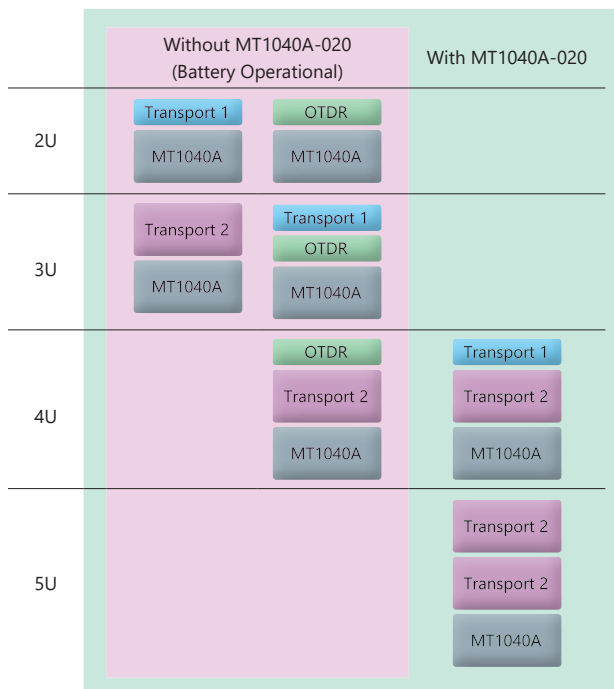 Without MT1040A-020
(Battery Operational)
With MT1040A-020
2U
Transport 1
MT1040A
OTDR
MT1040A
3U
Transport 2
MT1040A
Transport 1
OTDR
MT1040A
4U
OTDR
Transport 2
MT1040A
Transport 1
Transport 2
MT1040A
5U
Transport 2
Transport 2
MT1040A